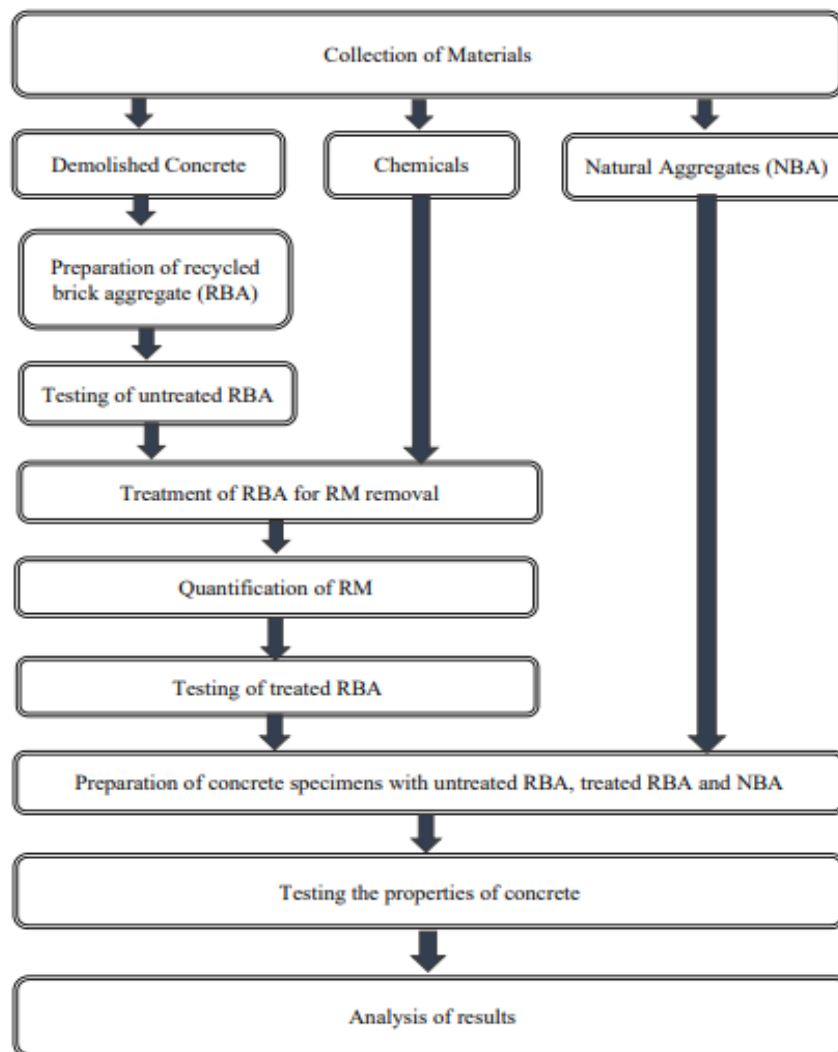 Collection of Materials
Demolished Concrete
Chemicals
Natural Aggregates (NBA)
Preparation of recycled
brick aggregate (RBA)
Testing of untreated RBA
Treatment of RBA for RM removal
Quantification of RM
Testing of treated RBA
Preparation of concrete specimens with untreated RBA, treated RBA and NBA
Testing the properties of concrete
Analysis of results